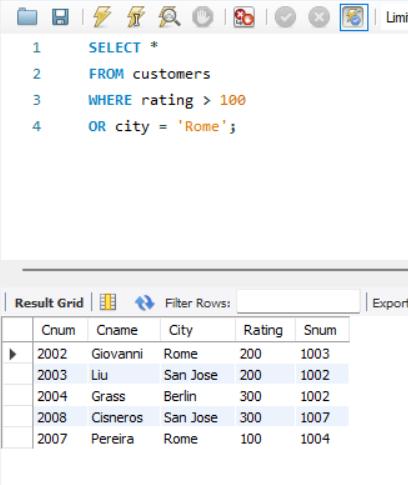 Limi
1 SELECT *
2 FROM customers
3 WHERE rating > 100
4 OR city = 'Rome';
Result Grid Filter Rows: Export
Cnum Cname City Rating Snum
2002 Giovanni Rome 200 1003
2003 Liu San Jose 200 1002
2004 Grass Berlin 300 1002
2008 Cisneros San Jose 300 1007
2007 Pereira Rome 100 1004